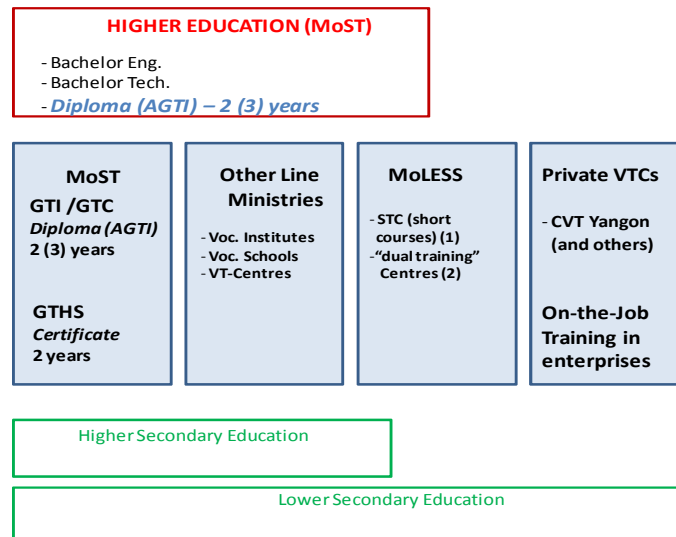 HIGHER EDUCATION (MoST)
- Bachelor Eng.
- Bachelor Tech.
- Diploma (AGTI) – 2 (3) years
MoST
GTI /GTC
Diploma (AGTI)
2 (3) years
GTHS
Certificate
2 years
Other Line
Ministries
- Voc. Institutes
- Voc. Schools
- VT-Centres
MoLESS
- STC (short
courses) (1)
-“dual training”
Centres (2)
Private VTCs
- CVT Yangon
(and others)
On-the-Job
Training in
enterprises
Higher Secondary Education
Lower Secondary Education